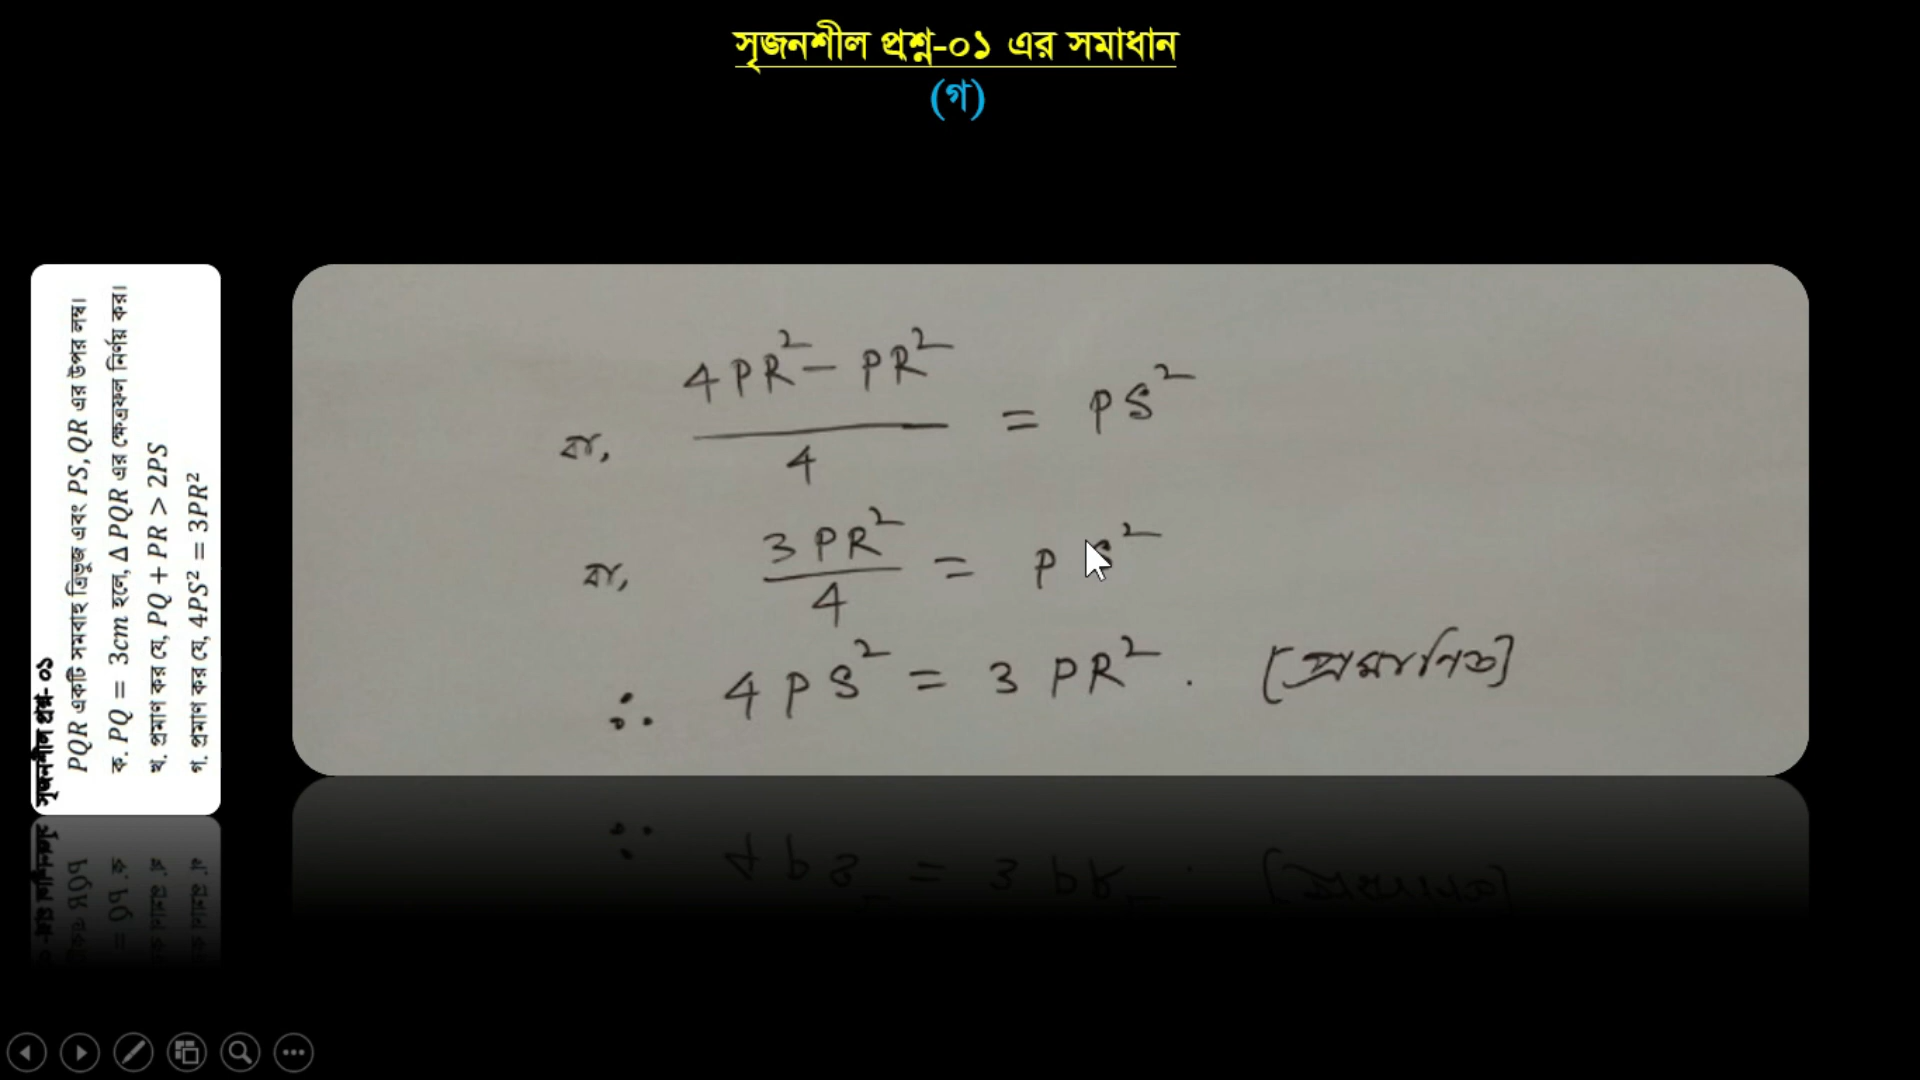 সৃজনশীল প্রশ্ন-০১ এর সমাধান
(গ)
সৃজনশীল প্রশ্ন- ০১
PQR একটি সমবাহু ত্রিভুজ এবং PS, QR এর উপর লম্ব।
ক. PQ = 3cm হলে, Δ PQR এর ক্ষেত্রফল নির্ণয় কর।
খ. প্রমাণ কর যে, PQ + PR > 2PS
গ. প্রমাণ কর যে, 4PS² = 3PR²
বা, (4PR² − PR²)/4 = PS²
বা, 3PR²/4 = PS²
∴ 4PS² = 3PR². [প্রমাণিত]